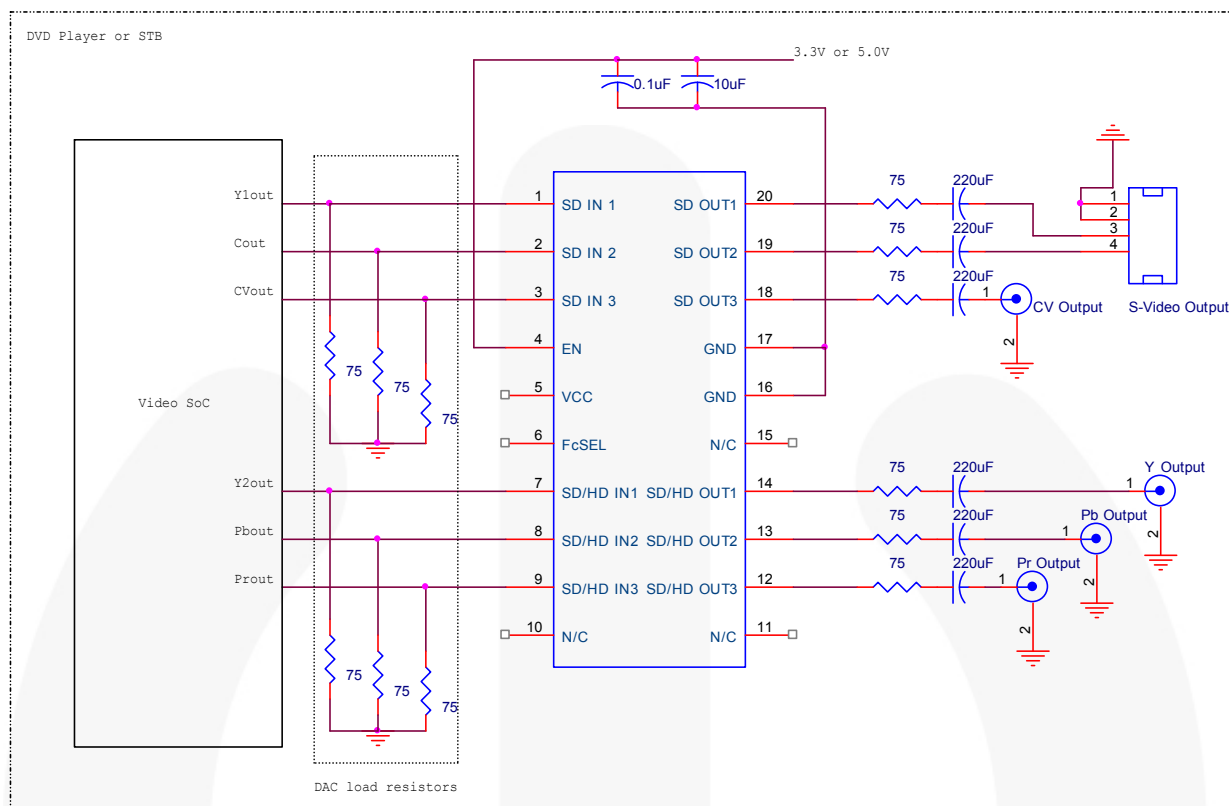 DVD Player or STB
3.3V or 5.0V
0.1uF
10uF
Video SoC
Y1out
Cout
CVout
Y2out
Pbout
Prout
75
75
75
75
75
75
DAC load resistors
1 SD IN 1
2 SD IN 2
3 SD IN 3
4 EN
5 VCC
6 FcSEL
7 SD/HD IN1
8 SD/HD IN2
9 SD/HD IN3
10 N/C
SD OUT1 20
SD OUT2 19
SD OUT3 18
GND 17
GND 16
N/C 15
SD/HD OUT1 14
SD/HD OUT2 13
SD/HD OUT3 12
N/C 11
75 220uF
75 220uF
75 220uF
1
2
3
4
S-Video Output
1
2
CV Output
75 220uF
75 220uF
75 220uF
Y Output
1
2
Pb Output
1
2
Pr Output
1
2